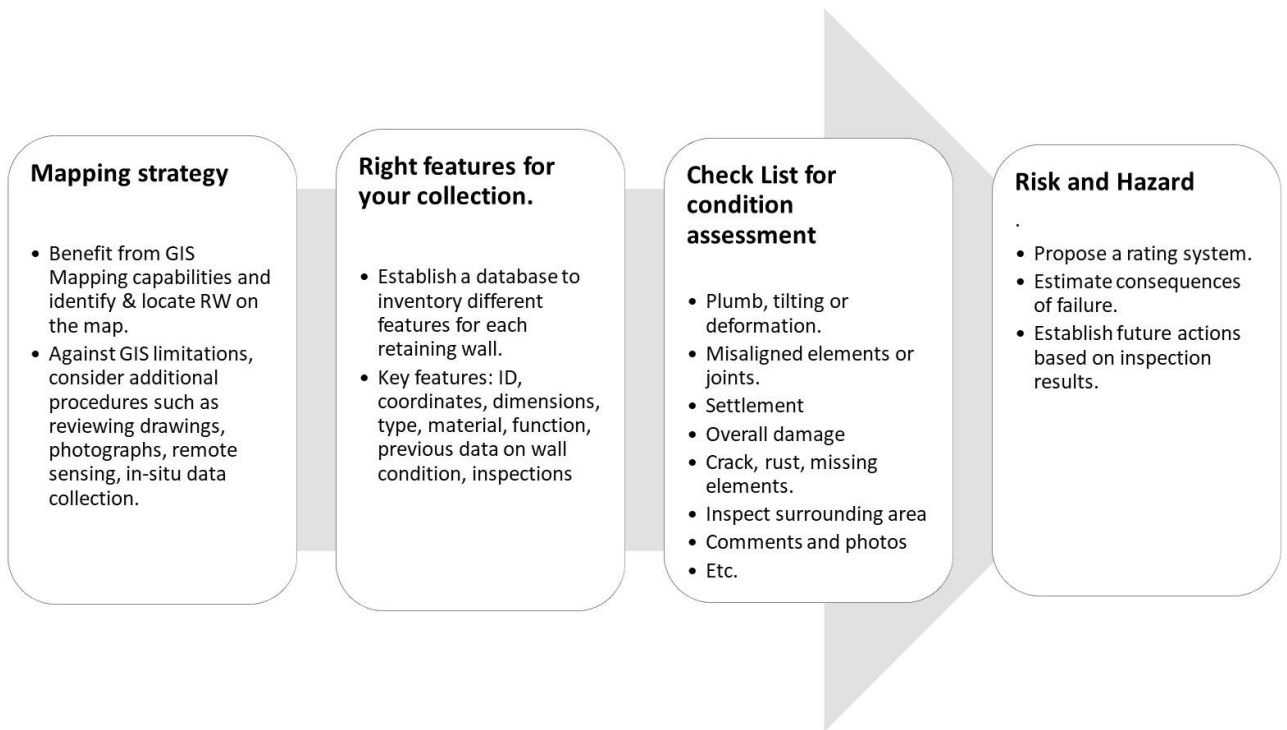 Mapping strategy
• Benefit from GIS
Mapping capabilities and
identify & locate RW on
the map.
• Against GIS limitations,
consider additional
procedures such as
reviewing drawings,
photographs, remote
sensing, in-situ data
collection.
Right features for
your collection.
• Establish a database to
inventory different
features for each
retaining wall.
• Key features: ID,
coordinates, dimensions,
type, material, function,
previous data on wall
condition, inspections
Check List for
condition
assessment
• Plumb, tilting or
deformation.
• Misaligned elements or
joints.
• Settlement
• Overall damage
• Crack, rust, missing
elements.
• Inspect surrounding area
• Comments and photos
• Etc.
Risk and Hazard
.
• Propose a rating system.
• Estimate consequences
of failure.
• Establish future actions
based on inspection
results.